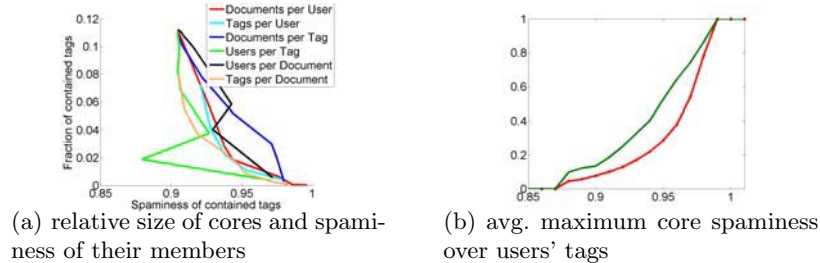 Documents per User
Tags per User
Documents per Tag
Users per Tag
Users per Document
Tags per Document
Fraction of contained tags
0.12
0.1
0.08
0.06
0.04
0.02
0
0.85 0.9 0.95 1
Spaminess of contained tags
(a) relative size of cores and spami-
ness of their members
1
0.8
0.6
0.4
0.2
0
0.85 0.9 0.95 1
(b) avg. maximum core spaminess
over users' tags